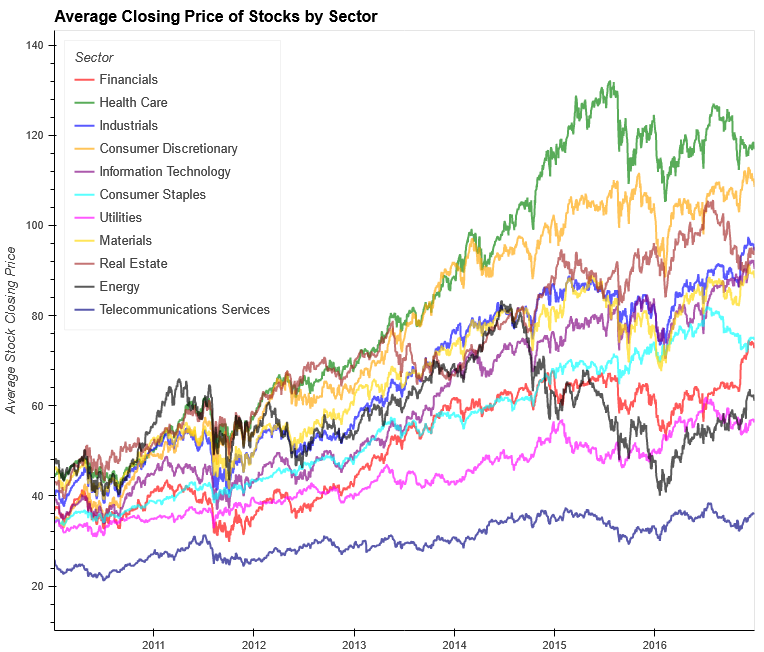 Average Closing Price of Stocks by Sector
Average Stock Closing Price
140
120
100
80
60
40
20
Sector
Financials
Health Care
Industrials
Consumer Discretionary
Information Technology
Consumer Staples
Utilities
Materials
Real Estate
Energy
Telecommunications Services
2011 2012 2013 2014 2015 2016